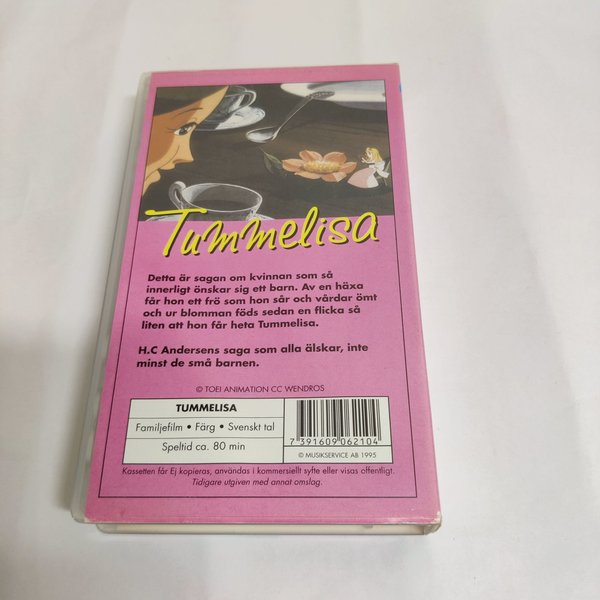 Tummelisa
Detta är sagan om kvinnan som så
innerligt önskar sig ett barn. Av en häxa
får hon ett frö som hon sår och vårdar ömt
och ur blomman föds sedan en flicka så
liten att hon får heta Tummelisa.
H.C Andersens saga som alla älskar, inte
minst de små barnen.
© TOEI ANIMATION CC WENDROS
TUMMELISA
Familjefilm • Färg • Svenskt tal
Speltid ca. 80 min
7 391609 062104
© MUSIKSERVICE AB 1995
Kassetten får Ej kopieras, användas i kommersiellt syfte eller visas offentligt.
Tidigare utgiven med annat omslag.